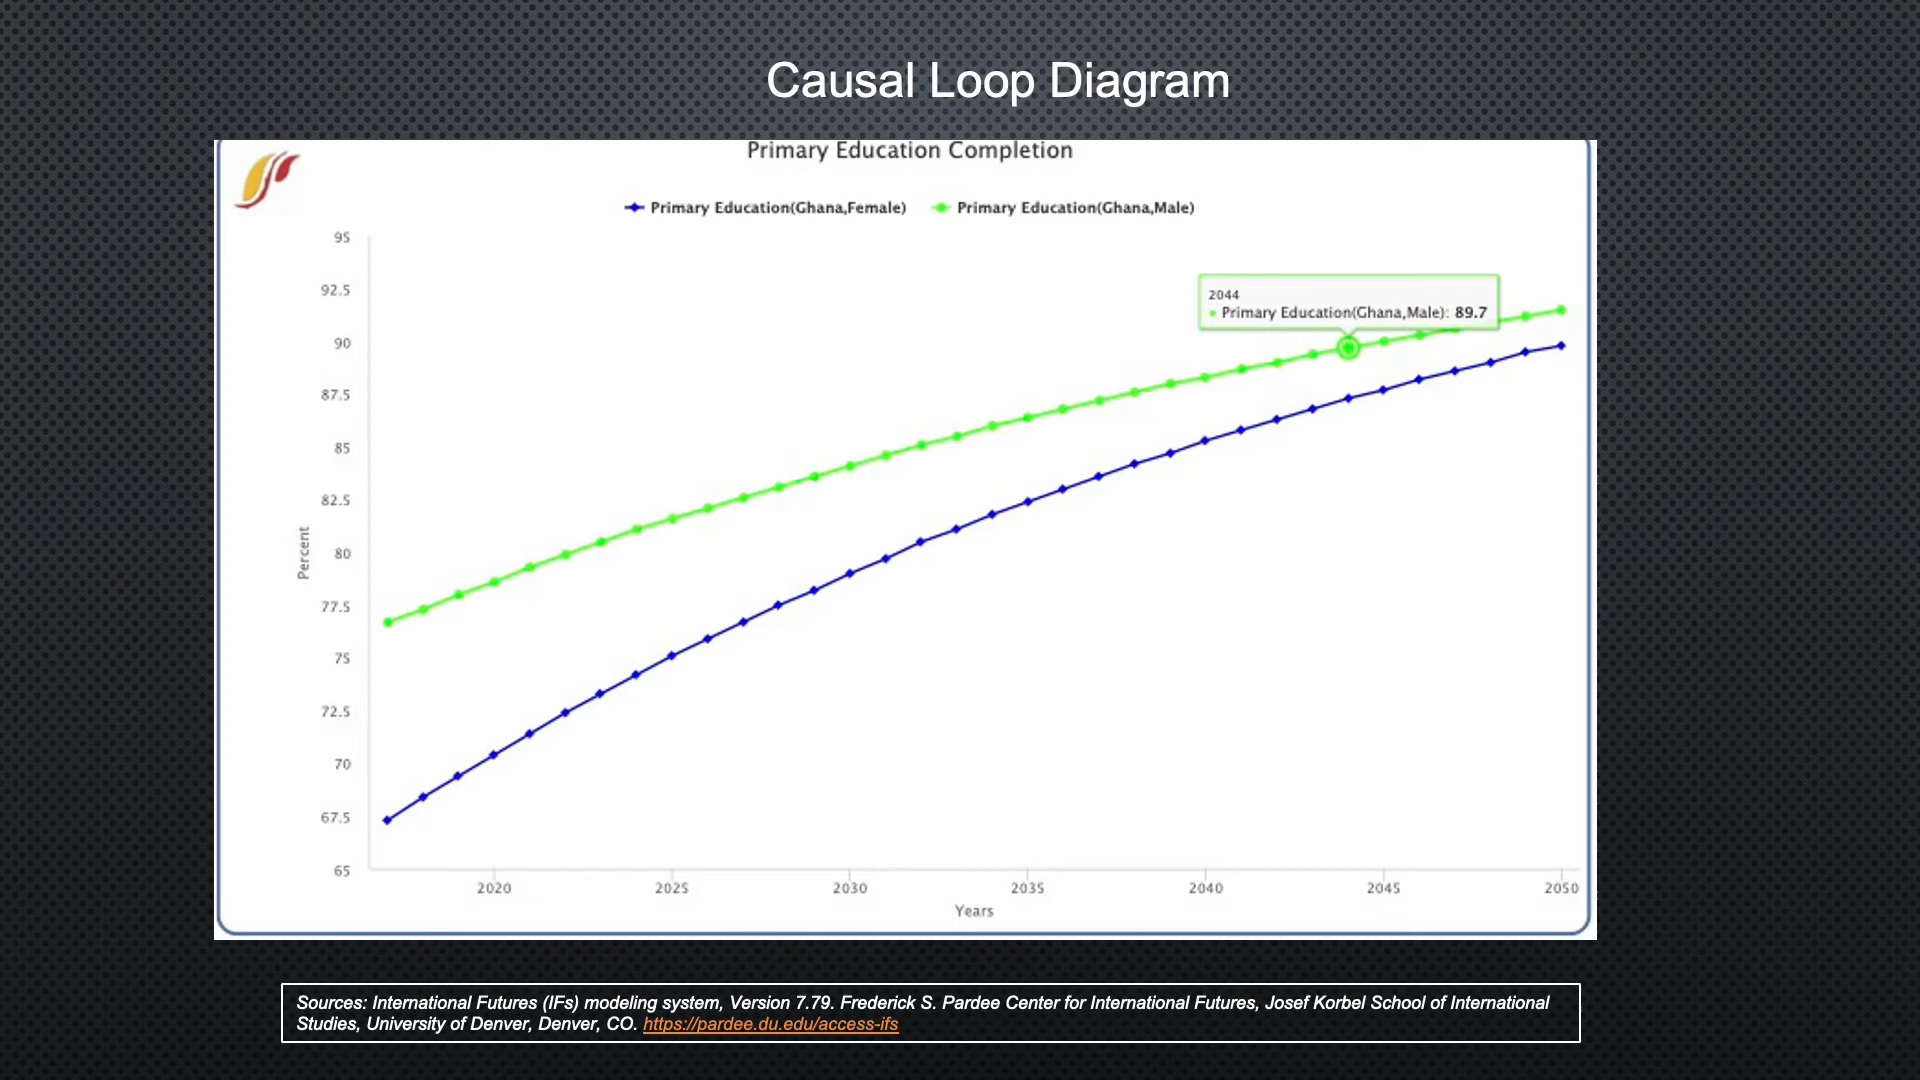 Causal Loop Diagram
Primary Education Completion
Primary Education(Ghana,Female)
Primary Education(Ghana,Male)
95
92.5
90
87.5
85
82.5
80
77.5
75
72.5
70
67.5
65
Percent
2044
Primary Education(Ghana,Male): 89.7
2020
2025
2030
2035
2040
2045
2050
Years
Sources: International Futures (IFs) modeling system, Version 7.79. Frederick S. Pardee Center for International Futures, Josef Korbel School of International
Studies, University of Denver, Denver, CO. https://pardee.du.edu/access-ifs